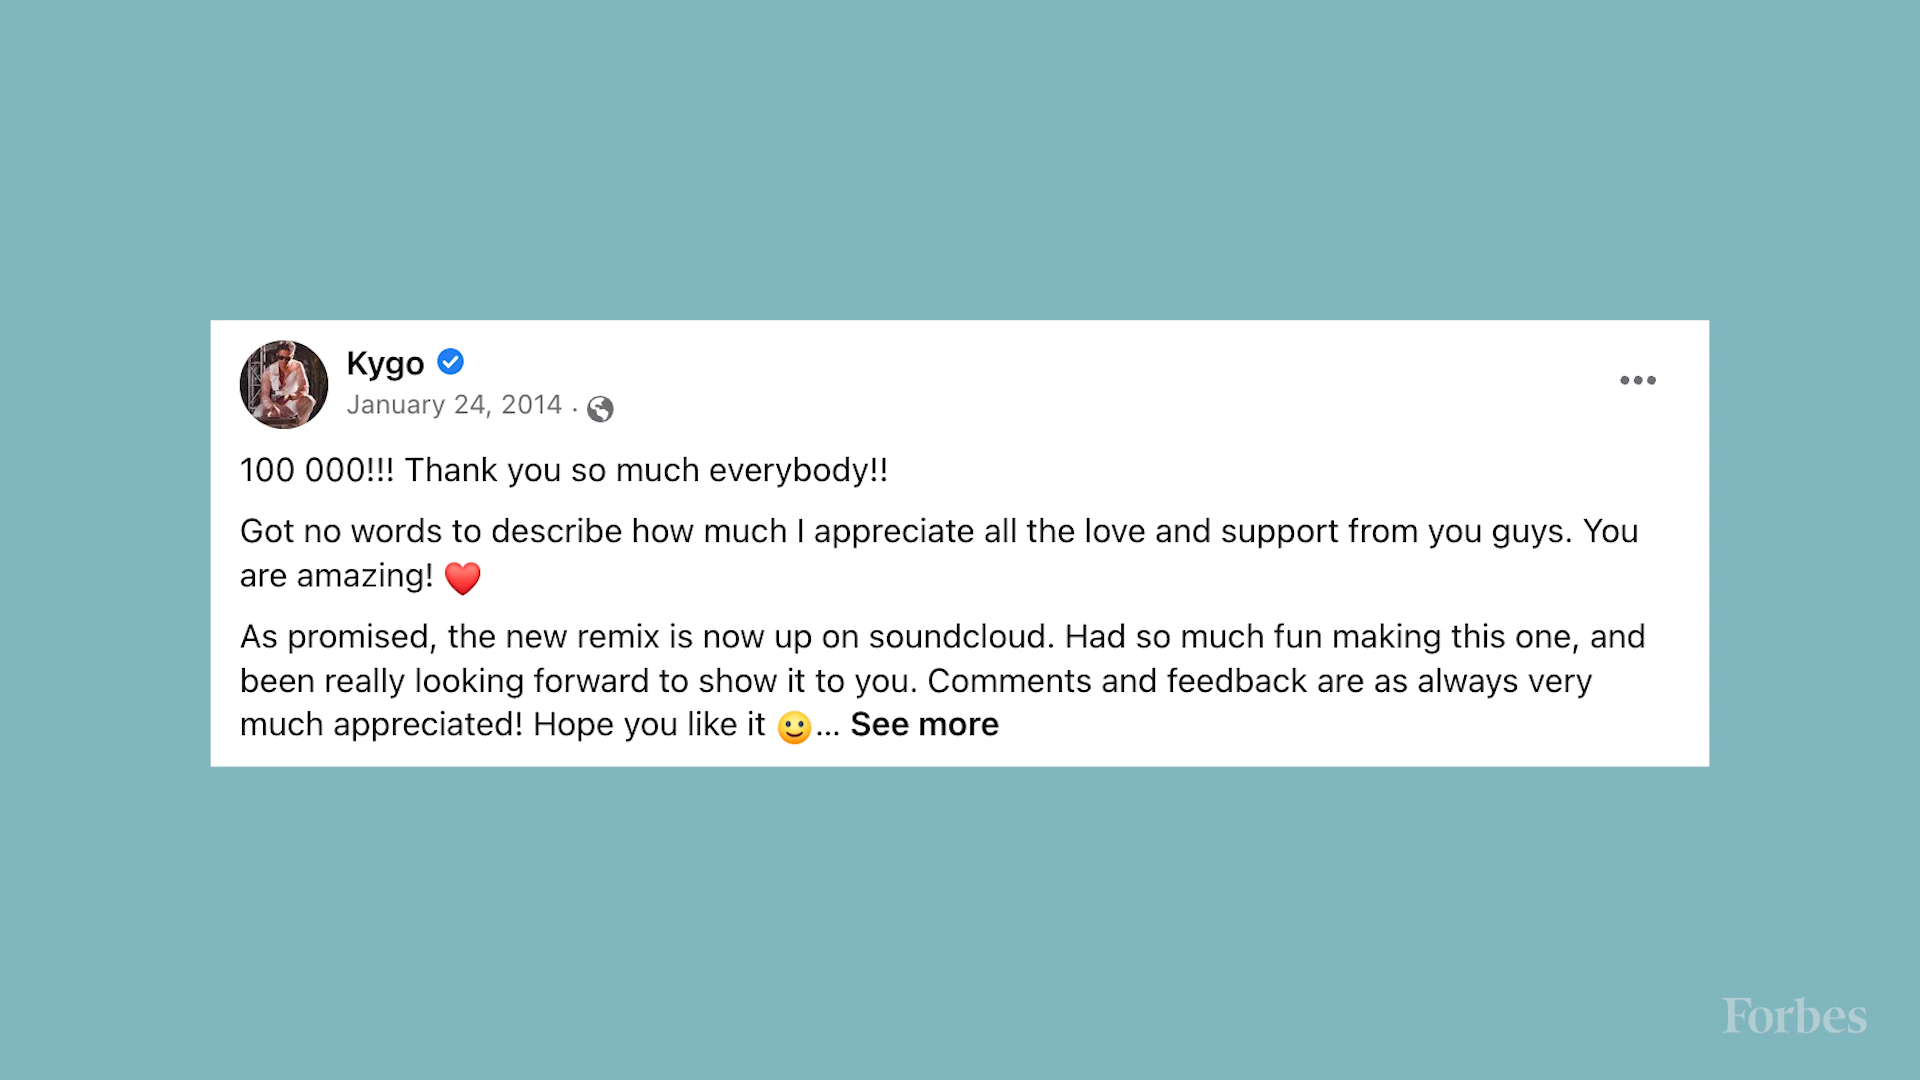 Kygo
January 24, 2014 ·
100 000!!! Thank you so much everybody!!
Got no words to describe how much I appreciate all the love and support from you guys. You
are amazing! ❤️
As promised, the new remix is now up on soundcloud. Had so much fun making this one, and
been really looking forward to show it to you. Comments and feedback are as always very
much appreciated! Hope you like it 🙂... See more
Forbes